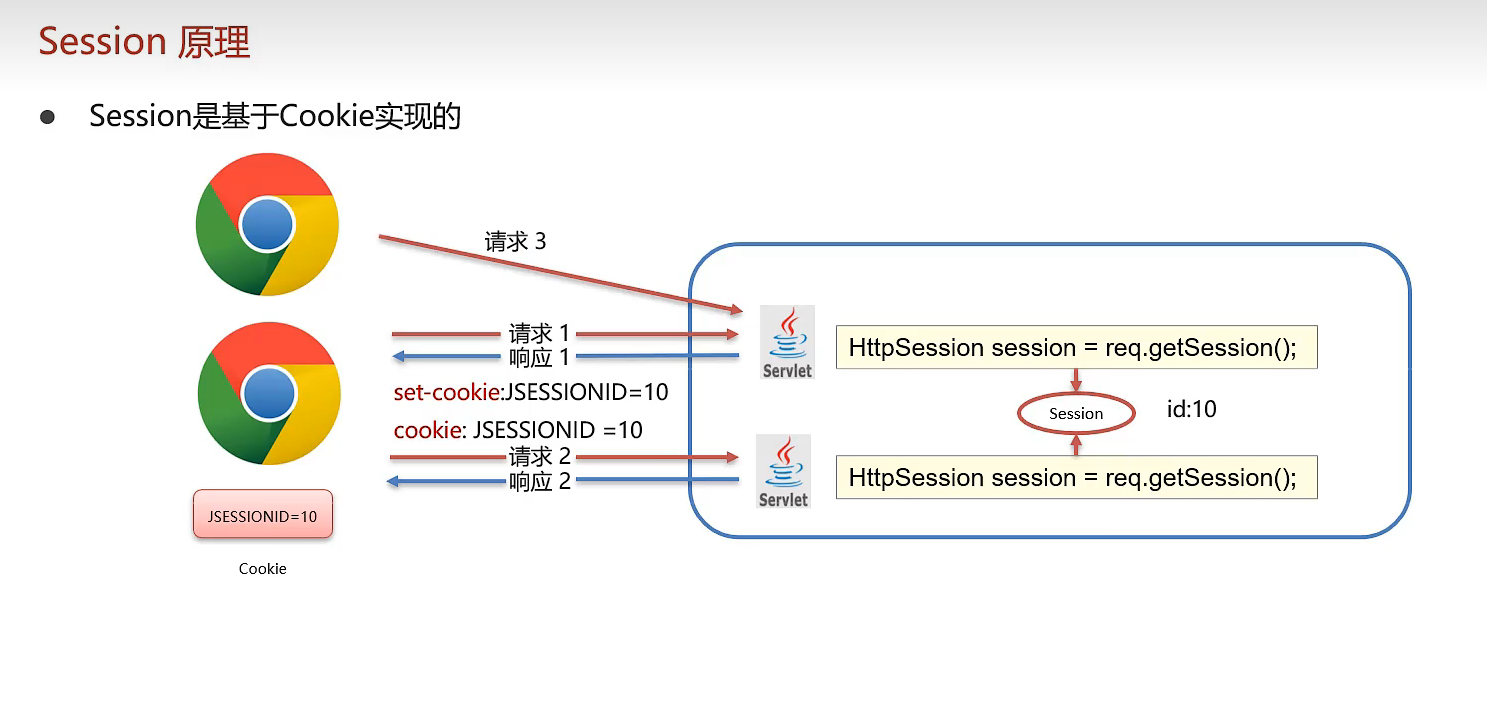 Session 原理
● Session是基于Cookie实现的
请求 3
请求 1
响应 1
Servlet
HttpSession session = req.getSession();
set-cookie:JSESSIONID=10
Session
id:10
cookie: JSESSIONID =10
请求 2
响应 2
Servlet
HttpSession session = req.getSession();
JSESSIONID=10
Cookie